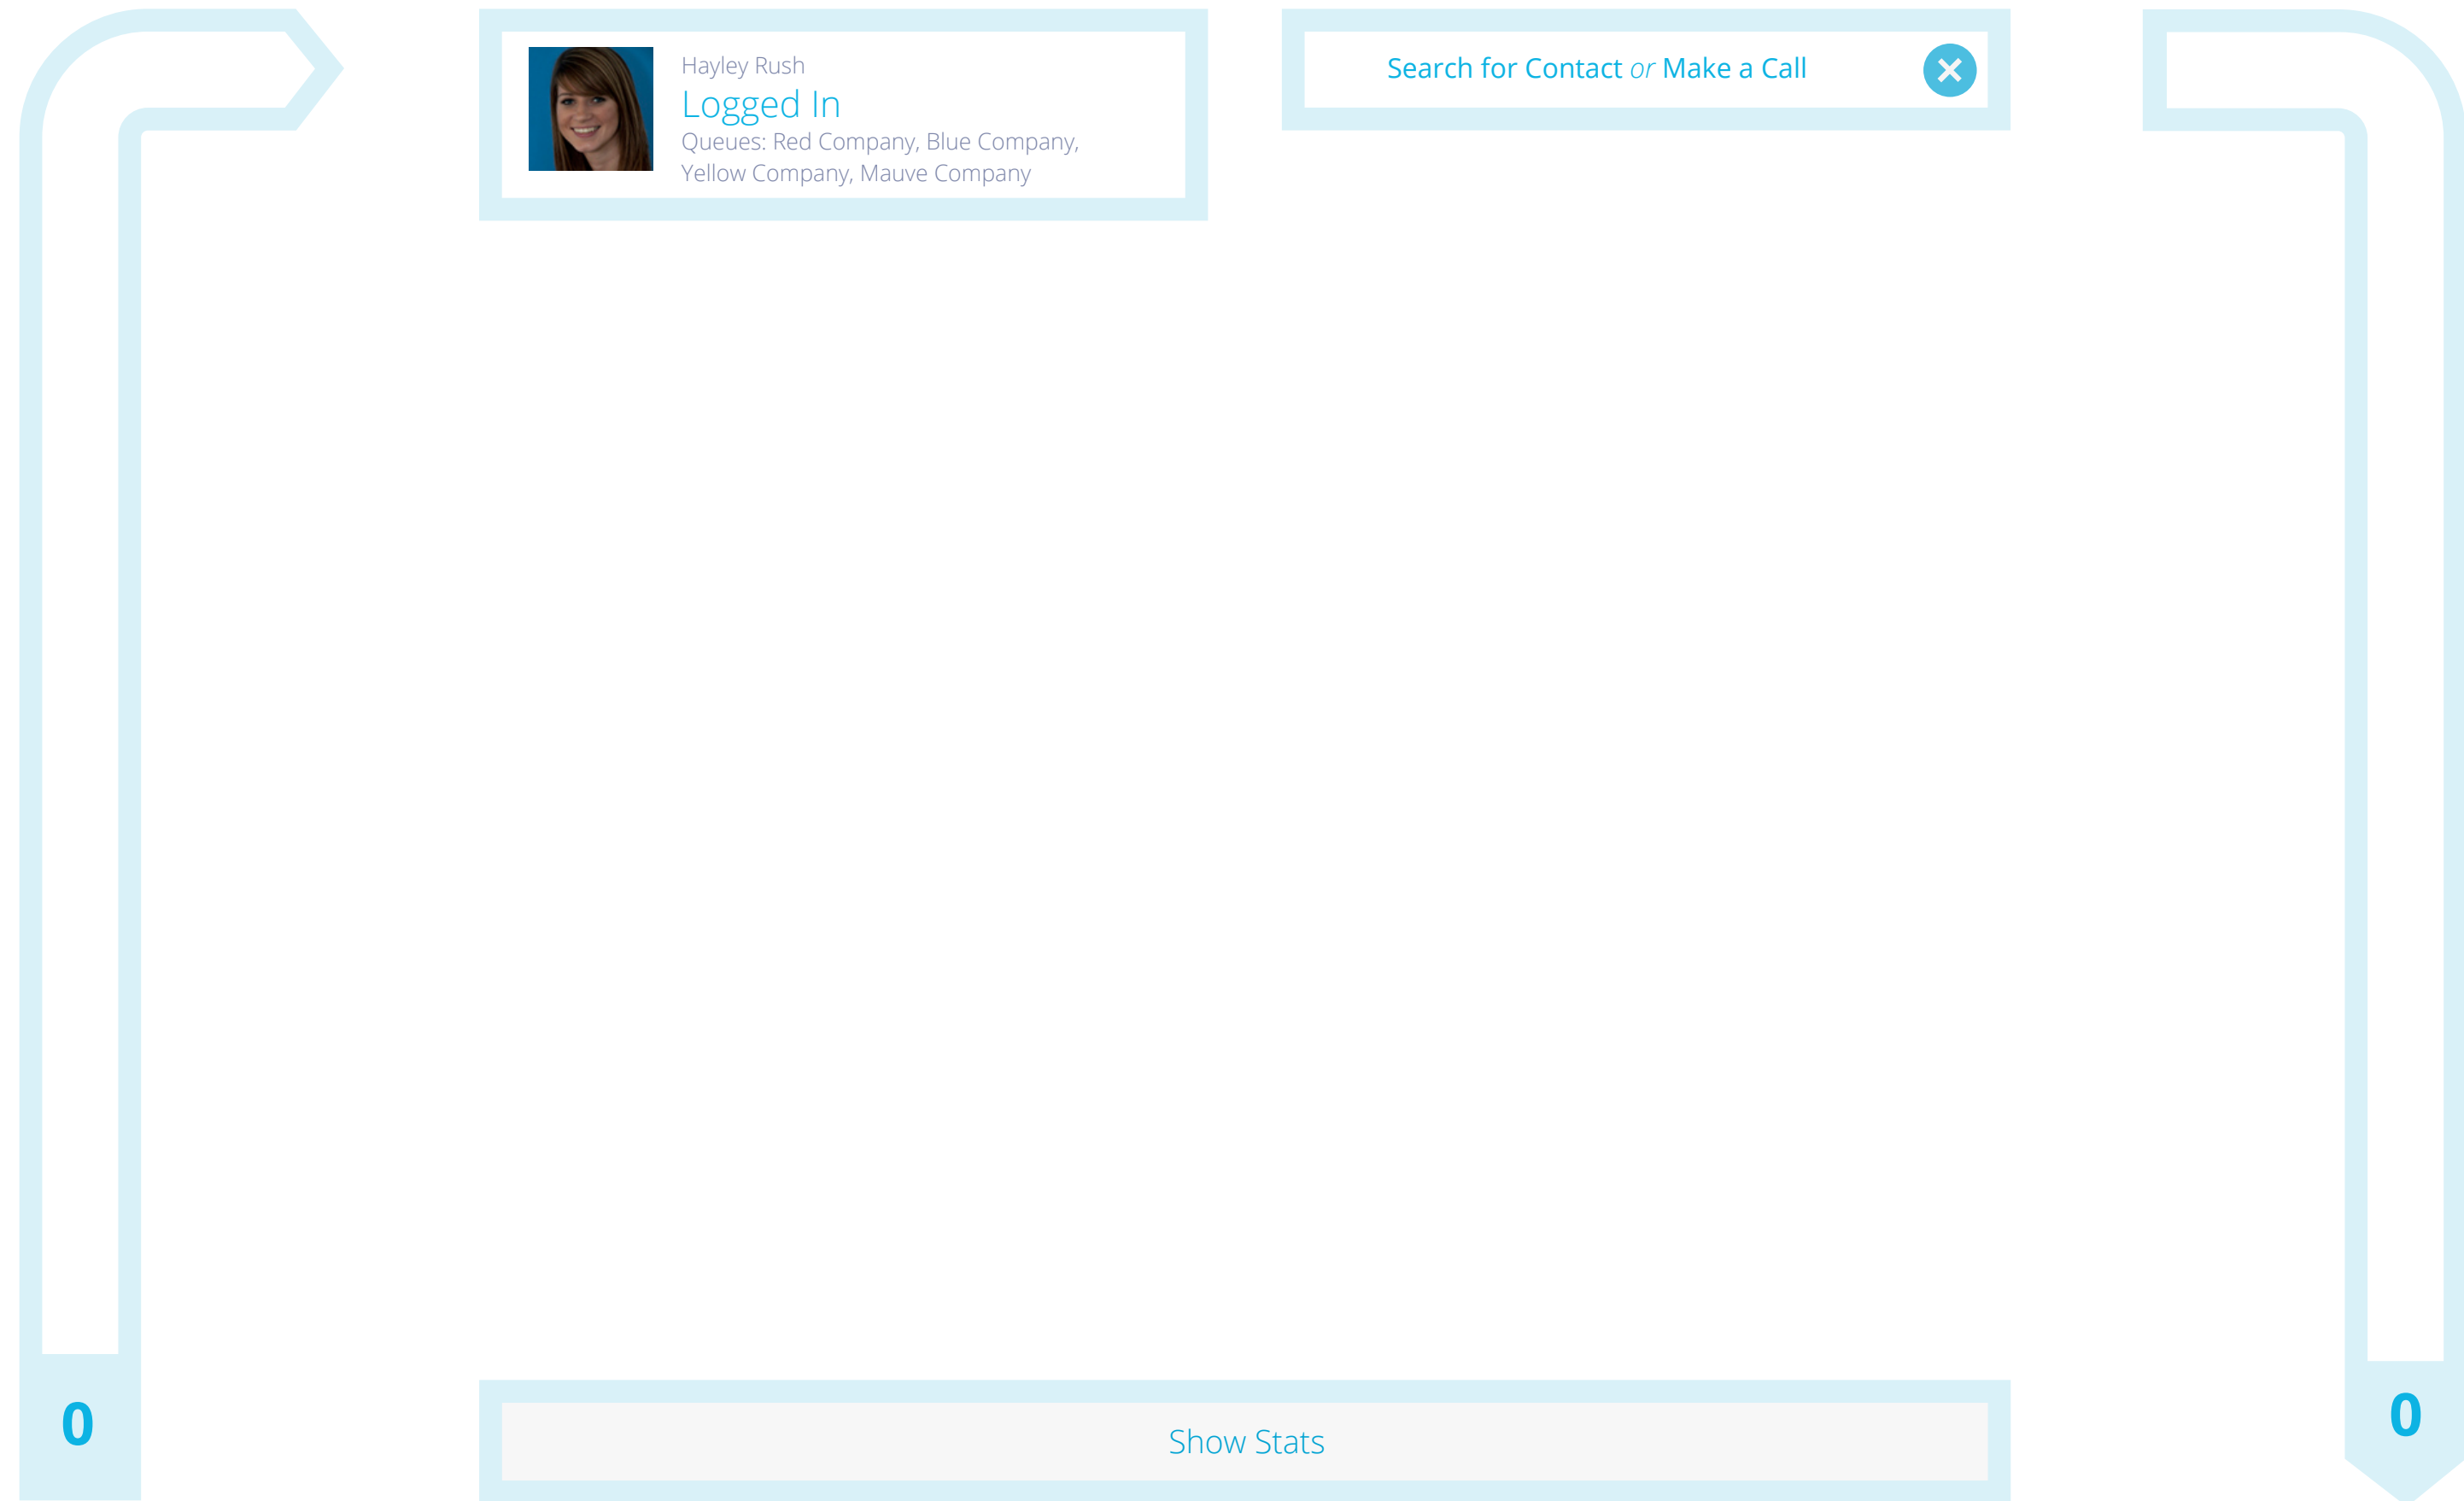 Hayley Rush
Logged In
Queues: Red Company, Blue Company,
Yellow Company, Mauve Company
Search for Contact or Make a Call
0
Show Stats
0